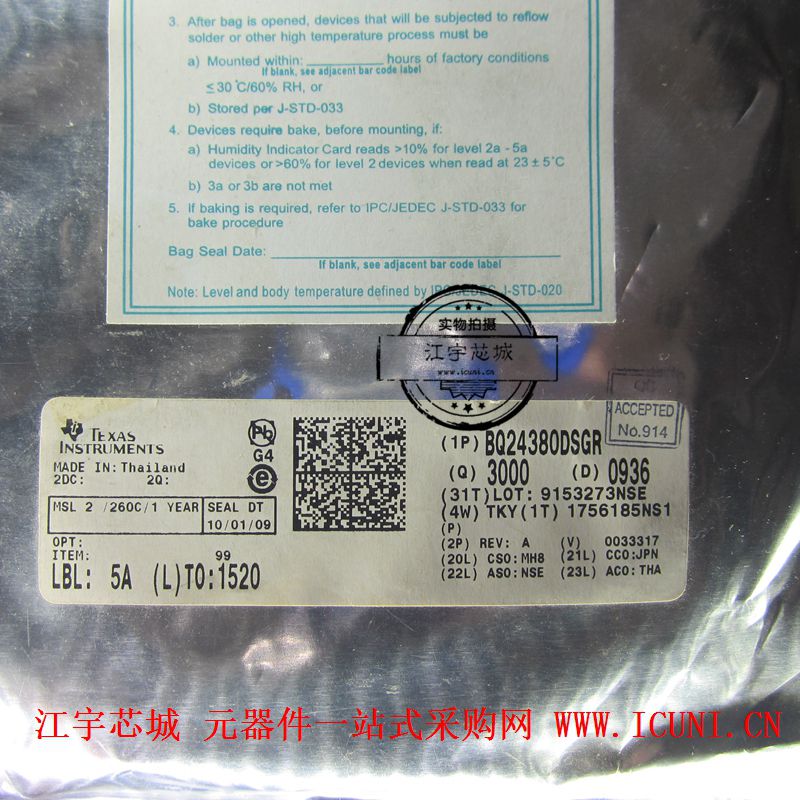 3. After bag is opened, devices that will be subjected to reflow
solder or other high temperature process must be
a) Mounted within: __________ hours of factory conditions
If blank, see adjacent bar code label
≤30°C/60% RH, or
b) Stored per J-STD-033
4. Devices require bake, before mounting, if:
a) Humidity Indicator Card reads >10% for level 2a - 5a
devices or >60% for level 2 devices when read at 23 ± 5°C
b) 3a or 3b are not met
5. If baking is required, refer to IPC/JEDEC J-STD-033 for
bake procedure
Bag Seal Date: ____________________
If blank, see adjacent bar code label
Note: Level and body temperature defined by IPC/JEDEC J-STD-020
实物拍摄
江宇芯城
www.icuni.cn
QC
ACCEPTED
No.914
TEXAS
INSTRUMENTS
MADE IN: Thailand
2DC: 2Q:
Pb
G4
e
MSL 2 /260C/1 YEAR
SEAL DT
10/01/09
OPT:
ITEM: 99
LBL: 5A (L)TO:1520
(1P) BQ24380DSGR
(Q) 3000 (D) 0936
(31T)LOT: 9153273NSE
(4W) TKY(1T) 1756185NS1
(P)
(2P) REV: A (V) 0033317
(20L) CSO:MH8 (21L) CCO:JPN
(22L) ASO:NSE (23L) ACO:THA
江宇芯城 元器件一站式采购网 WWW.ICUNI.CN